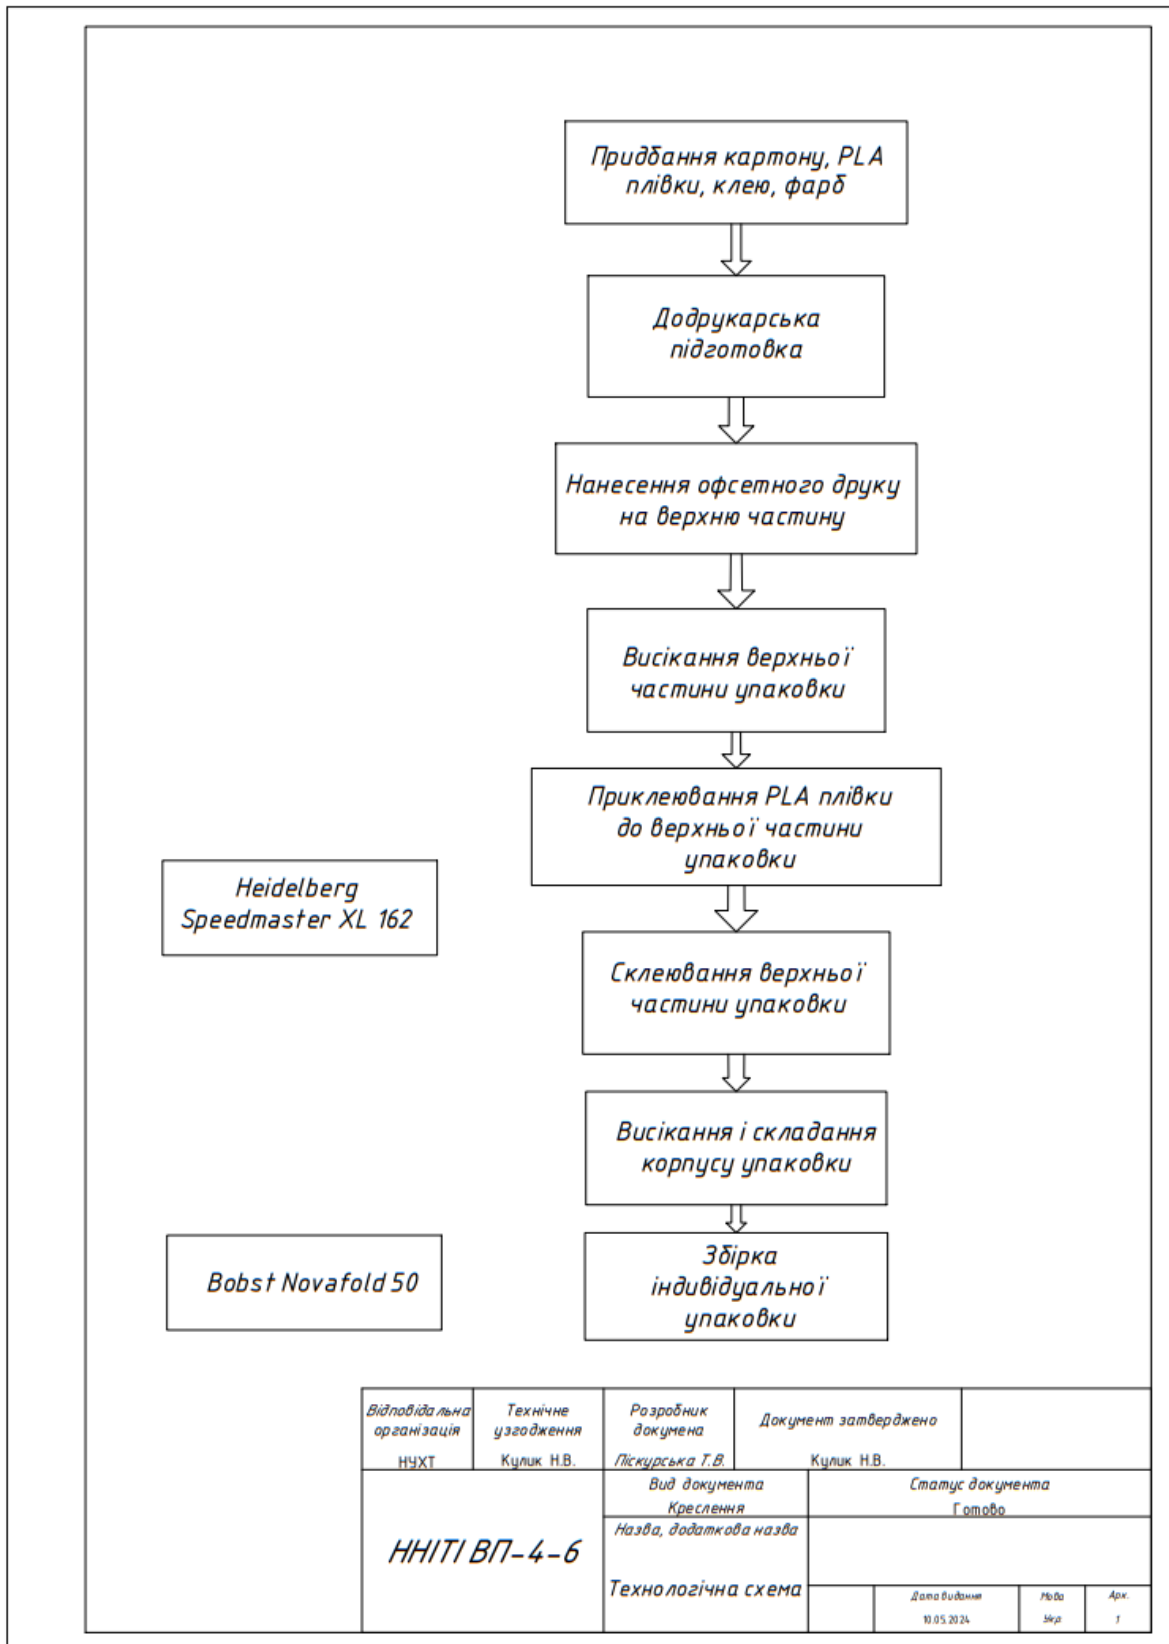 Придбання картону, PLA
плівки, клею, фарб
Додрукарська
підготовка
Нанесення офсетного друку
на верхню частину
Висікання верхньої
частини упаковки
Приклеювання PLA плівки
до верхньої частини
упаковки
Heidelberg
Speedmaster XL 162
Склеювання верхньої
частини упаковки
Висікання і складання
корпусу упаковки
Bobst Novafold 50
Збірка
індивідуальної
упаковки
Відповідальна
організація
НУХТ
Технічне
узгодження
Кулик Н.В.
Розробник
докумена
Піскурська Т.В.
Документ затверджено
Кулик Н.В.
Вид документа
Креслення
Статус документа
Готово
ННІТІ ВП-4-6
Назва, додаткова назва
Технологічна схема
Дата видання
10.05.2024
Мова
Укр
Арк.
1